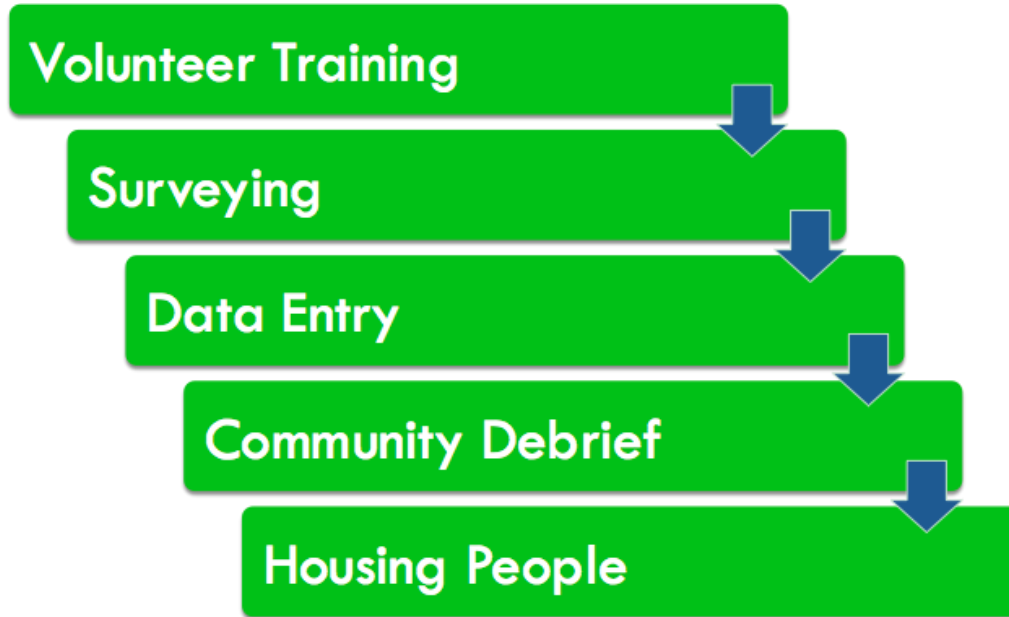 Volunteer Training
Surveying
Data Entry
Community Debrief
Housing People